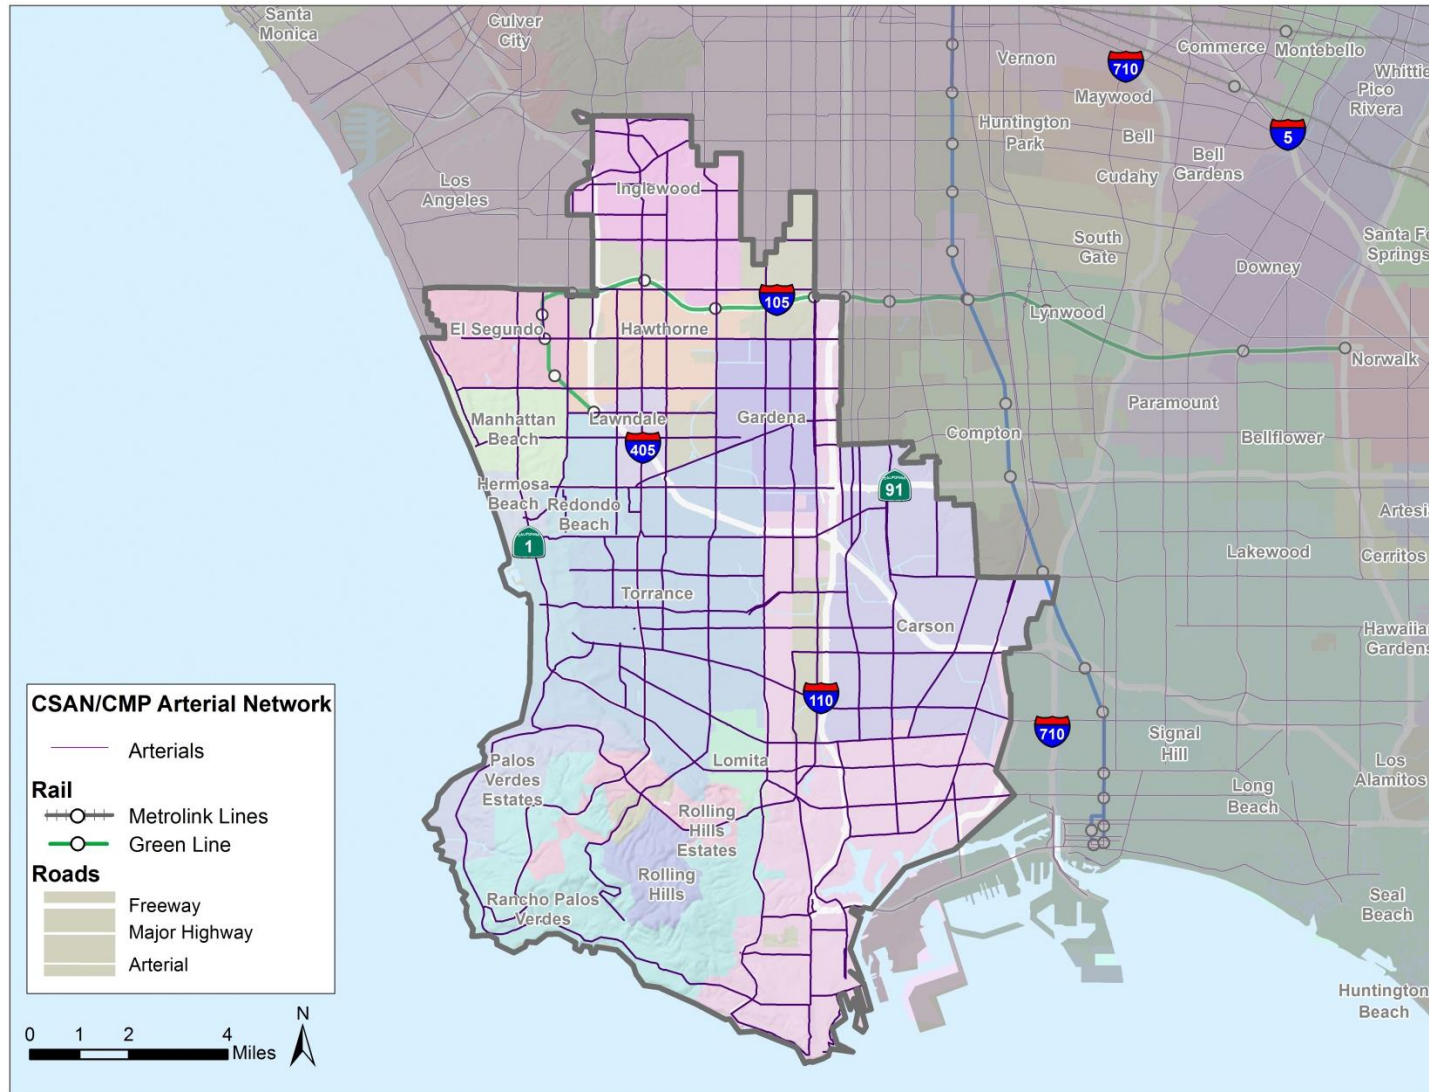 Santa
Monica
Culver
City
Vernon
710
Commerce
Montebello
Whittie
Pico
Rivera
Maywood
Huntington
Park
Bell
5
Bell
Gardens
Cudahy
Los
Angeles
Inglewood
South
Gate
Santa Fe
Springs
Downey
105
Lynwood
El Segundo
Hawthorne
Norwalk
Manhattan
Beach
Lawndale
Gardena
Paramount
Compton
Bellflower
405
Hermosa
Beach
Redondo
Beach
CALIFORNIA
91
Artesi
CALIFORNIA
1
Lakewood
Cerritos
Torrance
Carson
Hawaiian
Gardens
110
710
Signal
Hill
Palos
Verdes
Estates
Lomita
Los
Alamitos
Long
Beach
Rolling
Hills
Estates
Rolling
Hills
Rancho Palos
Verdes
Seal
Beach
Huntington
Beach
CSAN/CMP Arterial Network
Arterials
Rail
Metrolink Lines
Green Line
Roads
Freeway
Major Highway
Arterial
N
0 1 2 4
Miles